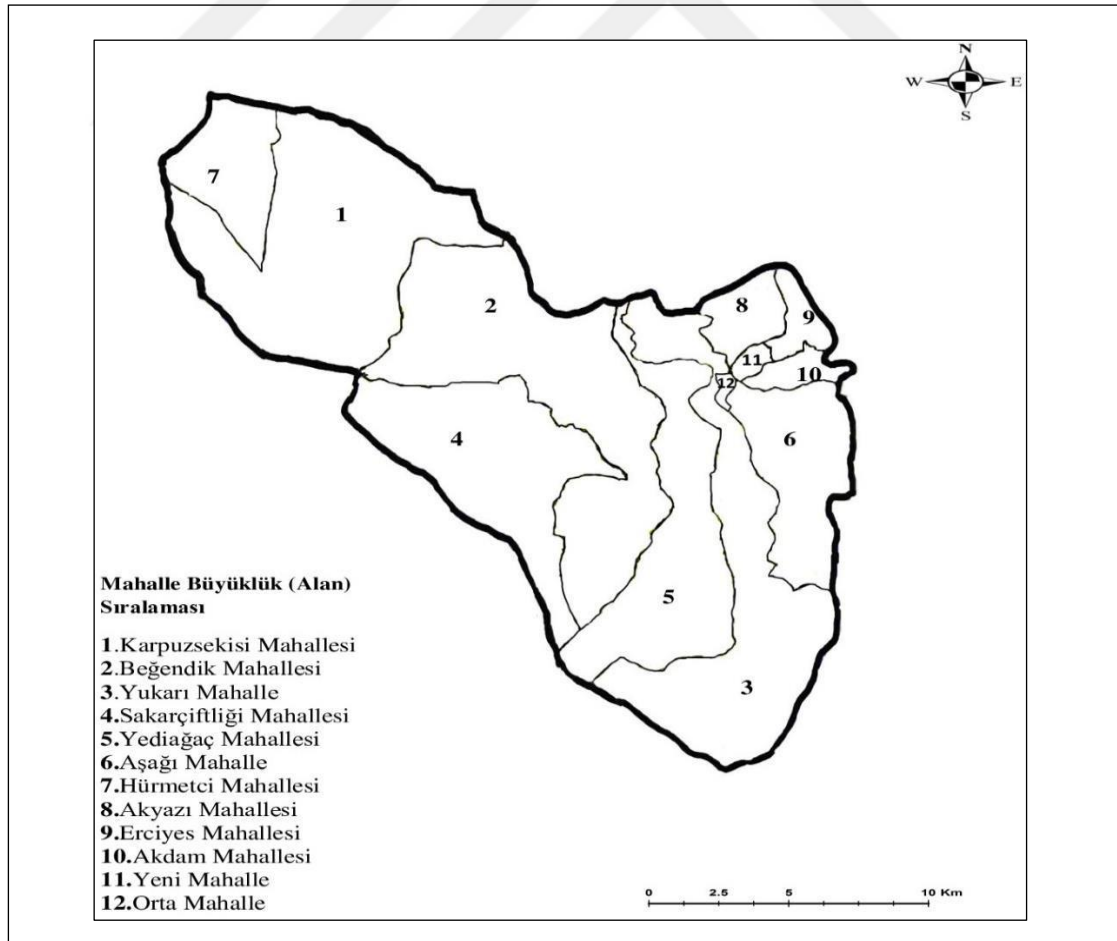 N
W E
S
7
1
2
8
9
11
10
12
4
6
5
3
Mahalle Büyüklük (Alan)
Sıralaması
1.Karpuzsekisi Mahallesi
2.Beğendik Mahallesi
3.Yukarı Mahalle
4.Sakarçiftliği Mahallesi
5.Yediağaç Mahallesi
6.Aşağı Mahalle
7.Hürmetci Mahallesi
8.Akyazı Mahallesi
9.Erciyes Mahallesi
10.Akdam Mahallesi
11.Yeni Mahalle
12.Orta Mahalle
0 2.5 5 10 Km